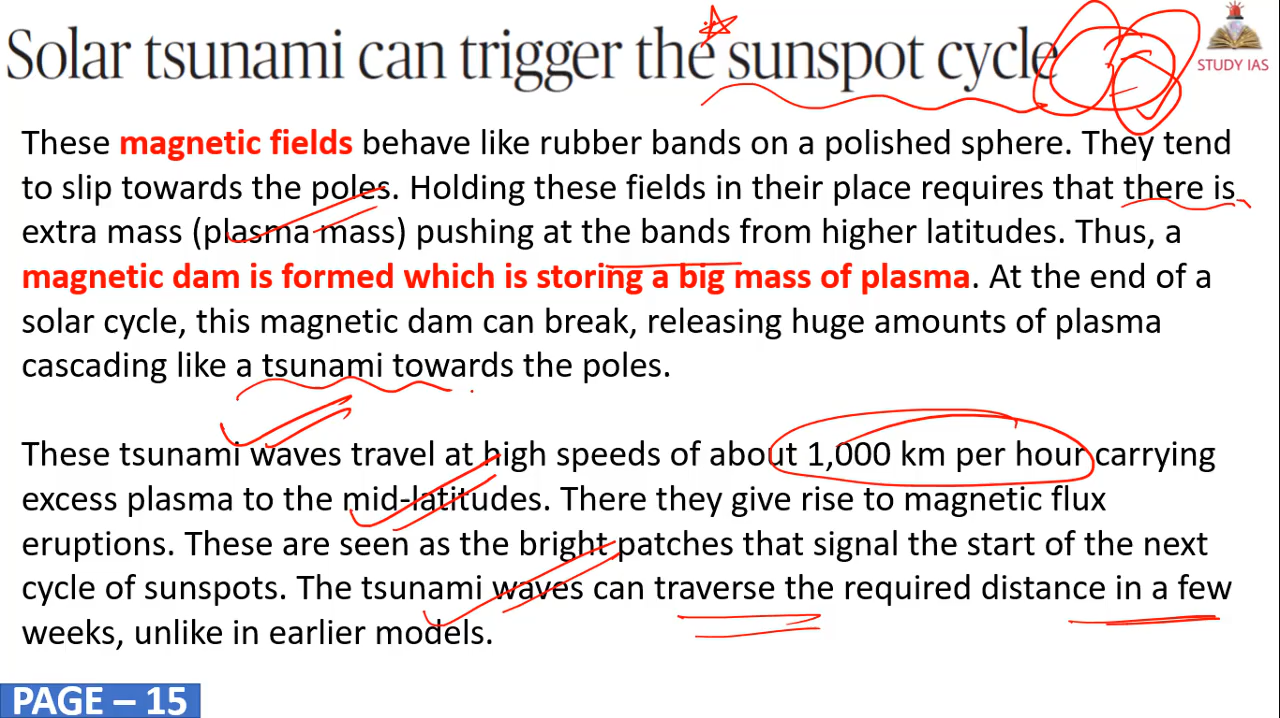 Solar tsunami can trigger the sunspot cycle
STUDY IAS
These magnetic fields behave like rubber bands on a polished sphere. They tend
to slip towards the poles. Holding these fields in their place requires that there is
extra mass (plasma mass) pushing at the bands from higher latitudes. Thus, a
magnetic dam is formed which is storing a big mass of plasma. At the end of a
solar cycle, this magnetic dam can break, releasing huge amounts of plasma
cascading like a tsunami towards the poles.
These tsunami waves travel at high speeds of about 1,000 km per hour carrying
excess plasma to the mid-latitudes. There they give rise to magnetic flux
eruptions. These are seen as the bright patches that signal the start of the next
cycle of sunspots. The tsunami waves can traverse the required distance in a few
weeks, unlike in earlier models.
PAGE – 15